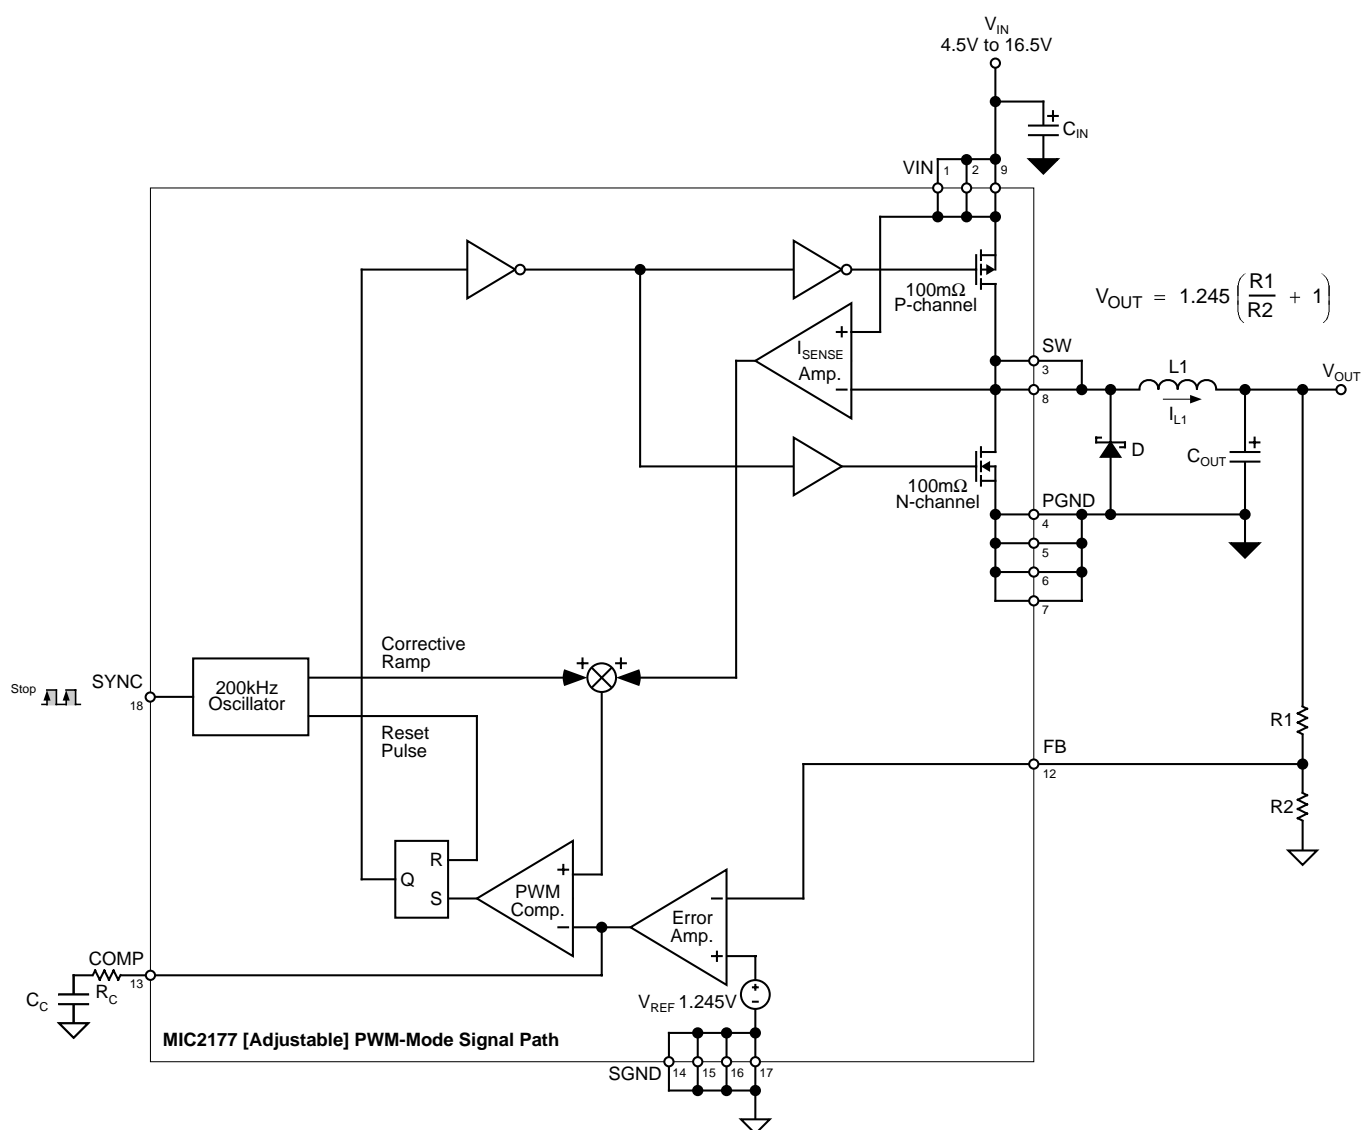 V_IN
4.5V to 16.5V
C_IN
VIN
1
2
9
100mΩ
P-channel
V_OUT = 1.245 (R1/R2 + 1)
I_SENSE
Amp.
SW
3
8
L1
I_L1
V_OUT
D
C_OUT
100mΩ
N-channel
PGND
4
5
6
7
Corrective
Ramp
Stop
SYNC
18
200kHz
Oscillator
Reset
Pulse
R1
FB
12
R2
R
Q
S
PWM
Comp.
Error
Amp.
COMP
13
R_C
C_C
V_REF 1.245V
MIC2177 [Adjustable] PWM-Mode Signal Path
SGND
14
15
16
17